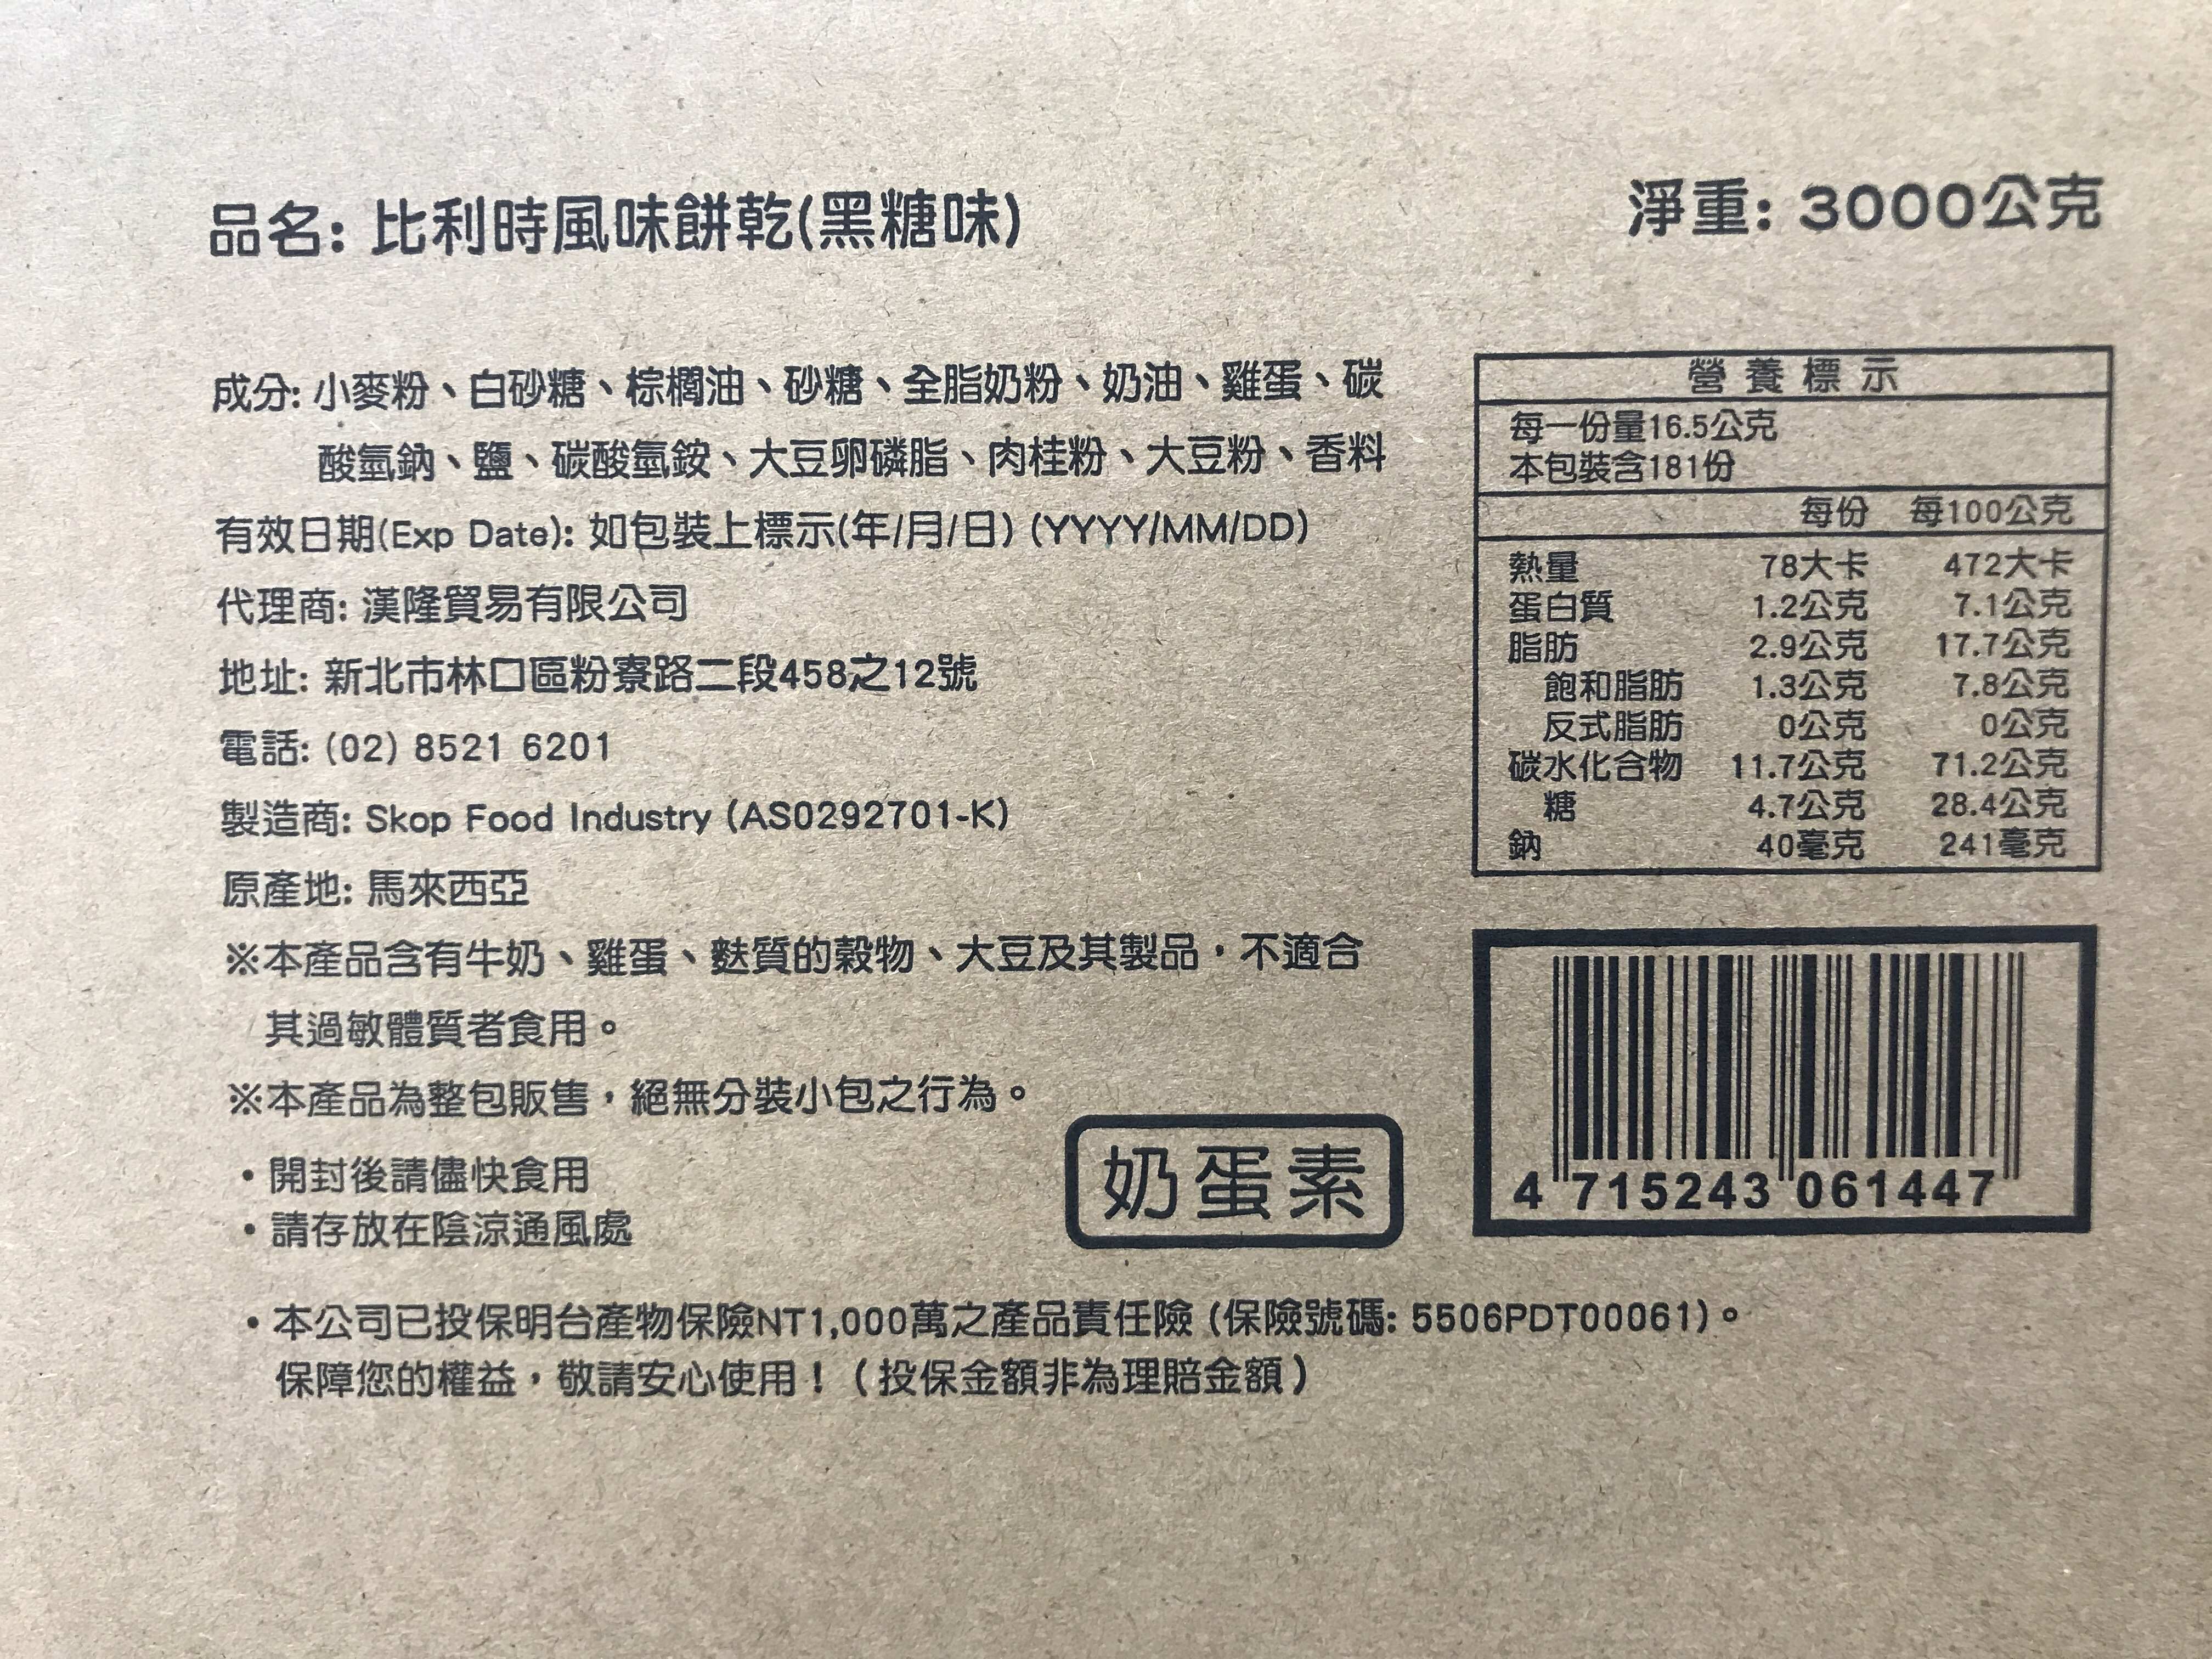 品名: 比利時風味餅乾(黑糖味)
淨重: 3000公克
成分: 小麥粉、白砂糖、棕櫚油、砂糖、全脂奶粉、奶油、雞蛋、碳
酸氫鈉、鹽、碳酸氫銨、大豆卵磷脂、肉桂粉、大豆粉、香料
有效日期(Exp Date): 如包裝上標示(年/月/日) (YYYY/MM/DD)
代理商: 漢隆貿易有限公司
地址: 新北市林口區粉寮路二段458之12號
電話: (02) 8521 6201
製造商: Skop Food Industry (AS0292701-K)
原產地: 馬來西亞
※本產品含有牛奶、雞蛋、麩質的穀物、大豆及其製品，不適合
其過敏體質者食用。
※本產品為整包販售，絕無分裝小包之行為。
・開封後請儘快食用
・請存放在陰涼通風處
奶蛋素
營養標示
每一份量16.5公克
本包裝含181份
每份 每100公克
熱量 78大卡 472大卡
蛋白質 1.2公克 7.1公克
脂肪 2.9公克 17.7公克
飽和脂肪 1.3公克 7.8公克
反式脂肪 0公克 0公克
碳水化合物 11.7公克 71.2公克
糖 4.7公克 28.4公克
鈉 40毫克 241毫克
4 715243 061447
・本公司已投保明台產物保險NT1,000萬之產品責任險 (保險號碼: 5506PDT00061)。
保障您的權益，敬請安心使用！（投保金額非為理賠金額）